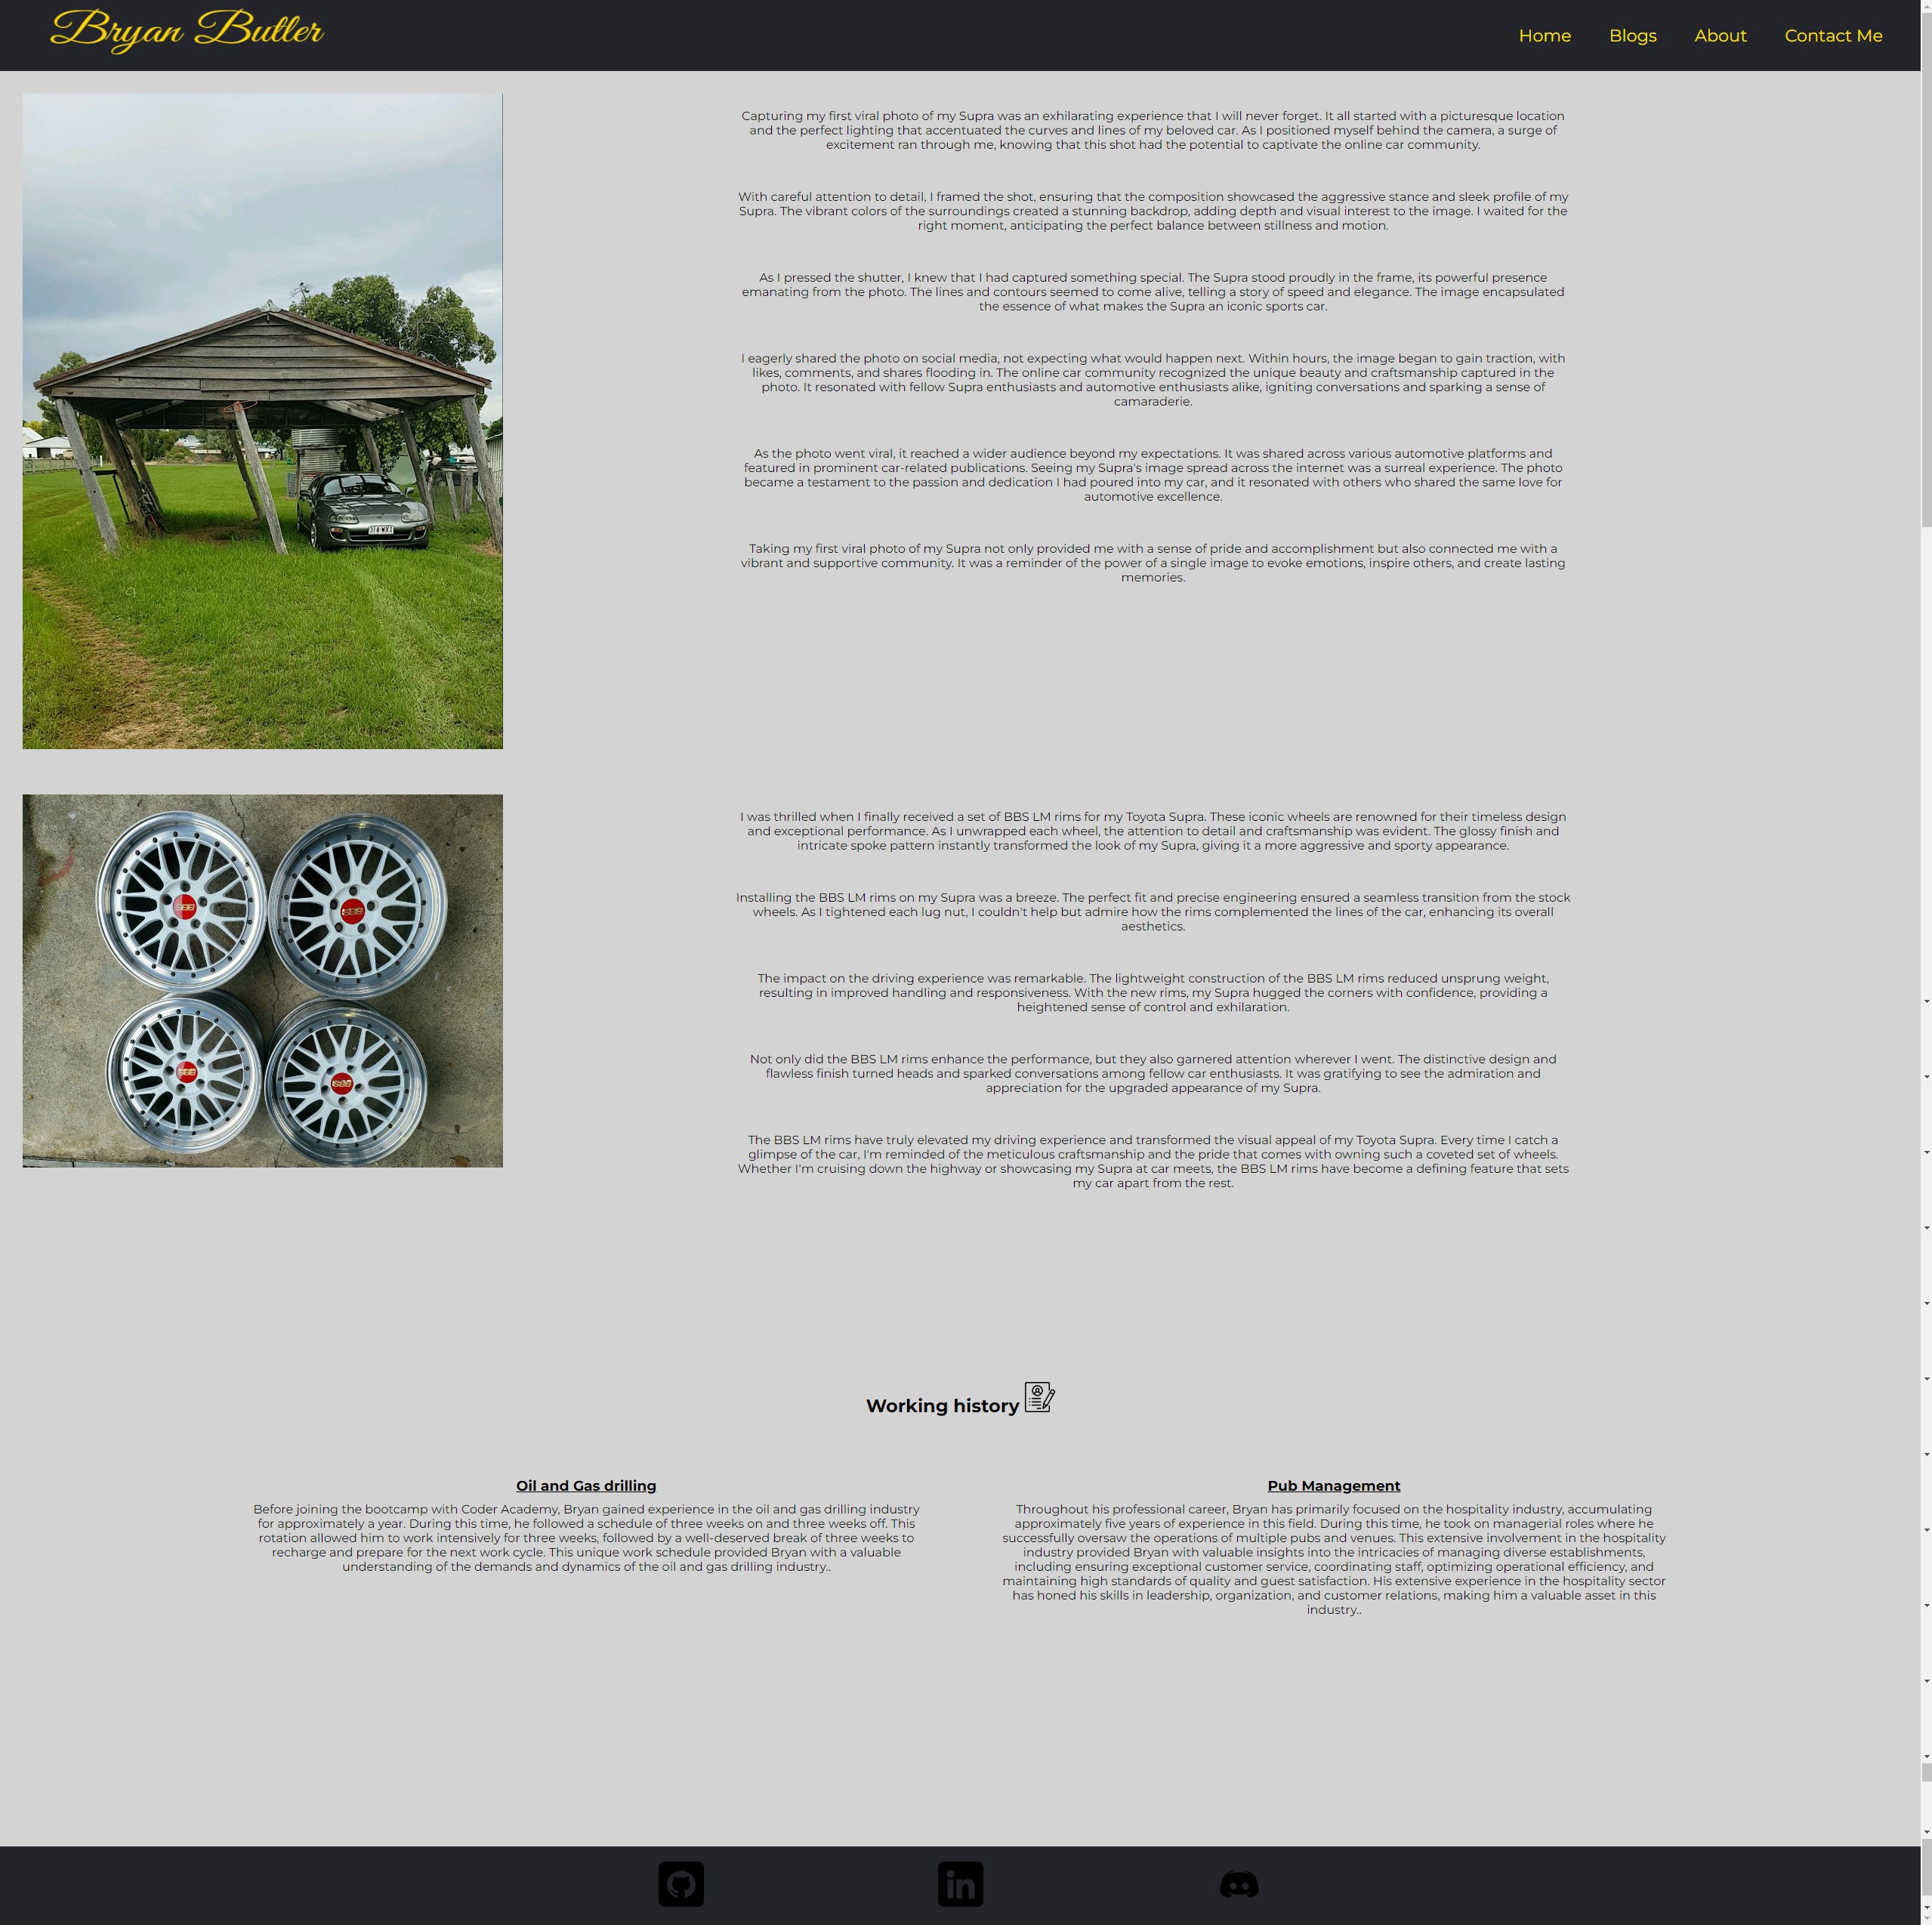 Bryan Butler
Home Blogs About Contact Me
Capturing my first viral photo of my Supra was an exhilarating experience that I will never forget. It all started with a picturesque location
and the perfect lighting that accentuated the curves and lines of my beloved car. As I positioned myself behind the camera, a surge of
excitement ran through me, knowing that this shot had the potential to captivate the online car community.
With careful attention to detail, I framed the shot, ensuring that the composition showcased the aggressive stance and sleek profile of my
Supra. The vibrant colors of the surroundings created a stunning backdrop, adding depth and visual interest to the image. I waited for the
right moment, anticipating the perfect balance between stillness and motion.
As I pressed the shutter, I knew that I had captured something special. The Supra stood proudly in the frame, its powerful presence
emanating from the photo. The lines and contours seemed to come alive, telling a story of speed and elegance. The image encapsulated
the essence of what makes the Supra an iconic sports car.
I eagerly shared the photo on social media, not expecting what would happen next. Within hours, the image began to gain traction, with
likes, comments, and shares flooding in. The online car community recognized the unique beauty and craftsmanship captured in the
photo. It resonated with fellow Supra enthusiasts and automotive enthusiasts alike, igniting conversations and sparking a sense of
camaraderie.
As the photo went viral, it reached a wider audience beyond my expectations. It was shared across various automotive platforms and
featured in prominent car-related publications. Seeing my Supra's image spread across the internet was a surreal experience. The photo
became a testament to the passion and dedication I had poured into my car, and it resonated with others who shared the same love for
automotive excellence.
Taking my first viral photo of my Supra not only provided me with a sense of pride and accomplishment but also connected me with a
vibrant and supportive community. It was a reminder of the power of a single image to evoke emotions, inspire others, and create lasting
memories.
I was thrilled when I finally received a set of BBS LM rims for my Toyota Supra. These iconic wheels are renowned for their timeless design
and exceptional performance. As I unwrapped each wheel, the attention to detail and craftsmanship was evident. The glossy finish and
intricate spoke pattern instantly transformed the look of my Supra, giving it a more aggressive and sporty appearance.
Installing the BBS LM rims on my Supra was a breeze. The perfect fit and precise engineering ensured a seamless transition from the stock
wheels. As I tightened each lug nut, I couldn't help but admire how the rims complemented the lines of the car, enhancing its overall
aesthetics.
The impact on the driving experience was remarkable. The lightweight construction of the BBS LM rims reduced unsprung weight,
resulting in improved handling and responsiveness. With the new rims, my Supra hugged the corners with confidence, providing a
heightened sense of control and exhilaration.
Not only did the BBS LM rims enhance the performance, but they also garnered attention wherever I went. The distinctive design and
flawless finish turned heads and sparked conversations among fellow car enthusiasts. It was gratifying to see the admiration and
appreciation for the upgraded appearance of my Supra.
The BBS LM rims have truly elevated my driving experience and transformed the visual appeal of my Toyota Supra. Every time I catch a
glimpse of the car, I'm reminded of the meticulous craftsmanship and the pride that comes with owning such a coveted set of wheels.
Whether I'm cruising down the highway or showcasing my Supra at car meets, the BBS LM rims have become a defining feature that sets
my car apart from the rest.
BBS
BBS
BBS
BBS
Working history
Oil and Gas drilling
Before joining the bootcamp with Coder Academy, Bryan gained experience in the oil and gas drilling industry
for approximately a year. During this time, he followed a schedule of three weeks on and three weeks off. This
rotation allowed him to work intensively for three weeks, followed by a well-deserved break of three weeks to
recharge and prepare for the next work cycle. This unique work schedule provided Bryan with a valuable
understanding of the demands and dynamics of the oil and gas drilling industry..
Pub Management
Throughout his professional career, Bryan has primarily focused on the hospitality industry, accumulating
approximately five years of experience in this field. During this time, he took on managerial roles where he
successfully oversaw the operations of multiple pubs and venues. This extensive involvement in the hospitality
industry provided Bryan with valuable insights into the intricacies of managing diverse establishments,
including ensuring exceptional customer service, coordinating staff, optimizing operational efficiency, and
maintaining high standards of quality and guest satisfaction. His extensive experience in the hospitality sector
has honed his skills in leadership, organization, and customer relations, making him a valuable asset in this
industry..
in